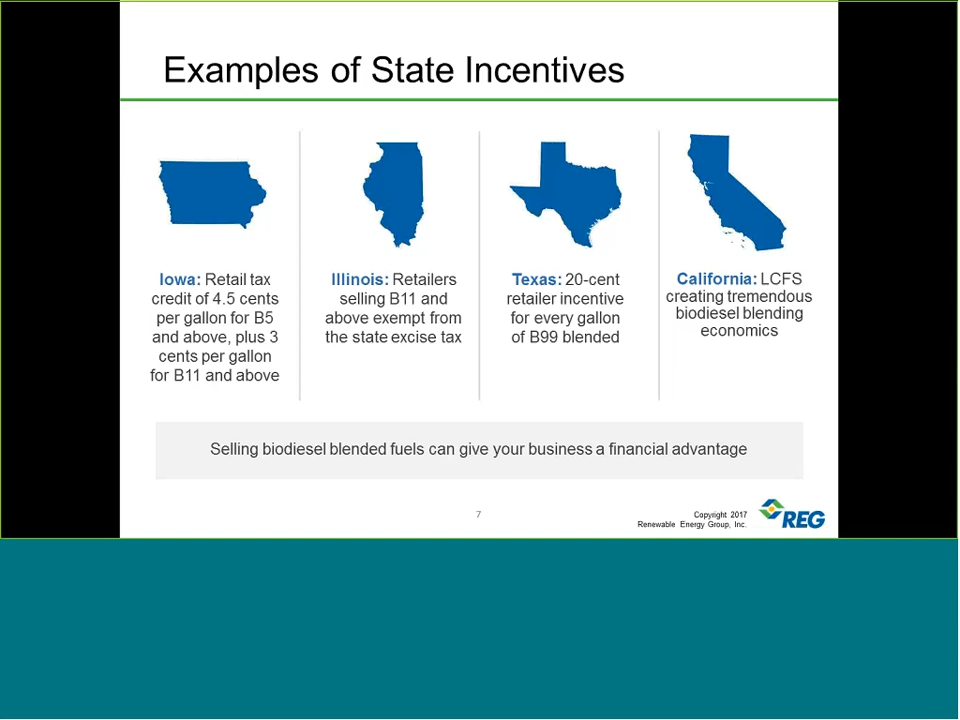 Examples of State Incentives
Iowa: Retail tax
credit of 4.5 cents
per gallon for B5
and above, plus 3
cents per gallon
for B11 and above
Illinois: Retailers
selling B11 and
above exempt from
the state excise tax
Texas: 20-cent
retailer incentive
for every gallon
of B99 blended
California: LCFS
creating tremendous
biodiesel blending
economics
Selling biodiesel blended fuels can give your business a financial advantage
7
Copyright 2017
Renewable Energy Group, Inc.
REG